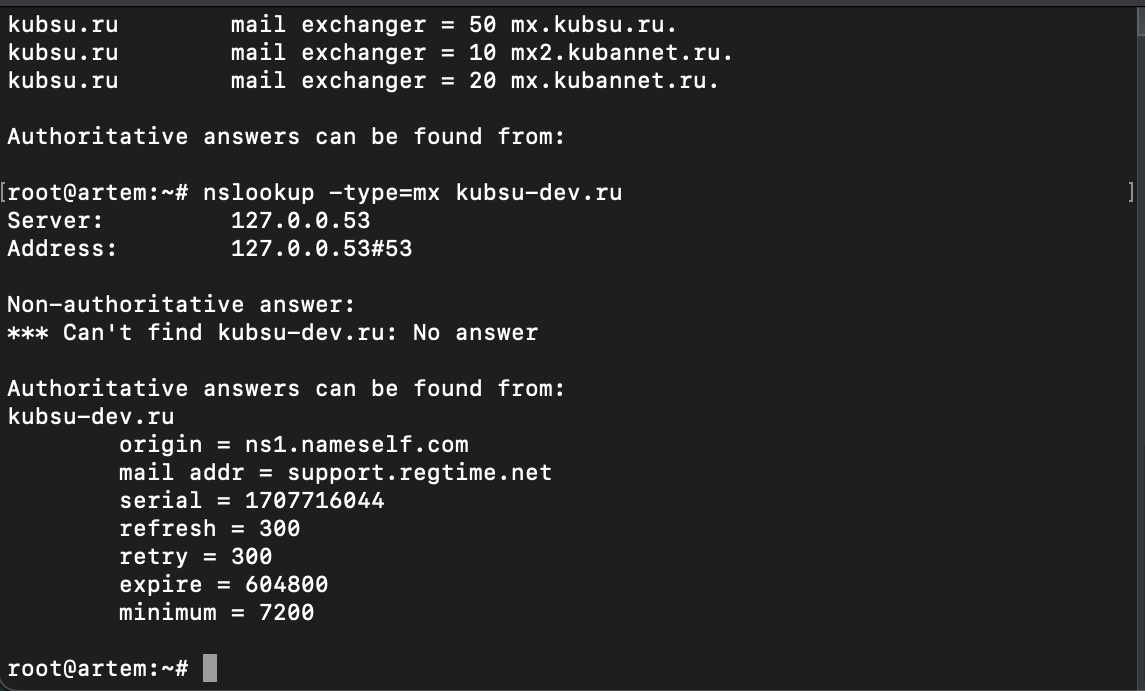 kubsu.ru        mail exchanger = 50 mx.kubsu.ru.
kubsu.ru        mail exchanger = 10 mx2.kubannet.ru.
kubsu.ru        mail exchanger = 20 mx.kubannet.ru.
Authoritative answers can be found from:
[root@artem:~# nslookup -type=mx kubsu-dev.ru ]
Server:         127.0.0.53
Address:        127.0.0.53#53
Non-authoritative answer:
*** Can't find kubsu-dev.ru: No answer
Authoritative answers can be found from:
kubsu-dev.ru
        origin = ns1.nameself.com
        mail addr = support.regtime.net
        serial = 1707716044
        refresh = 300
        retry = 300
        expire = 604800
        minimum = 7200
root@artem:~#